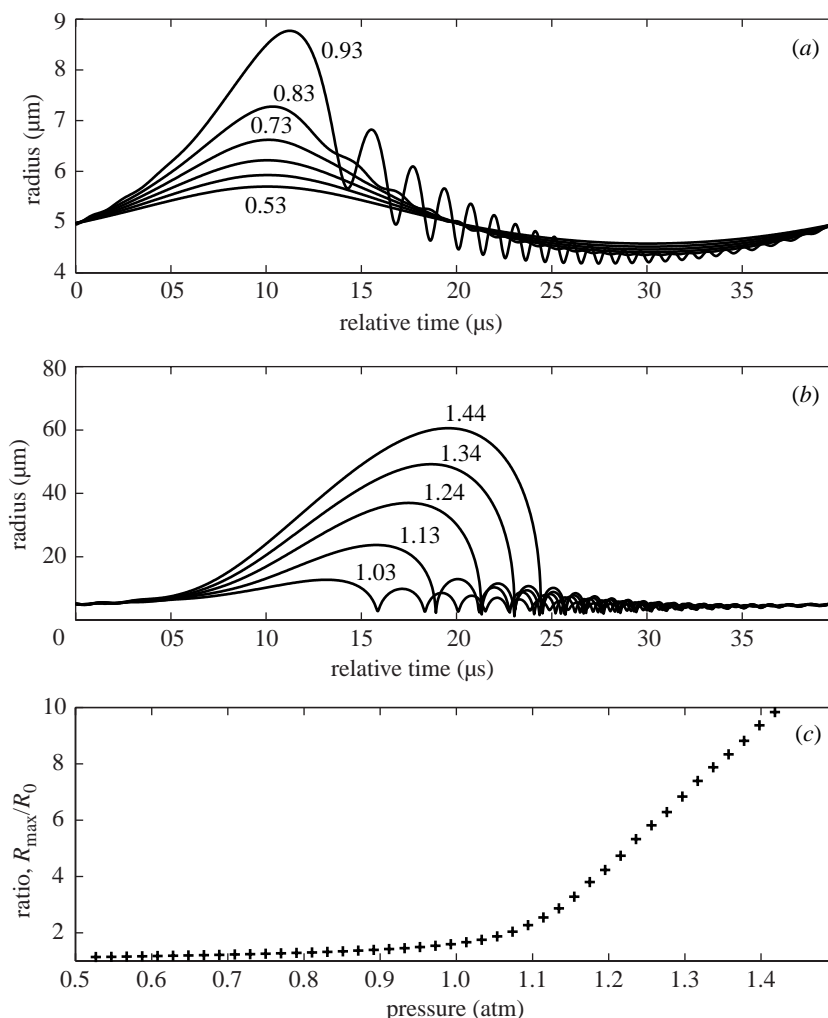 9
(a)
0.93
8
0.83
7
0.73
radius (µm)
6
0.53
5
4
0 05 10 15 20 25 30 35
relative time (µs)
80
(b)
1.44
60
1.34
radius (µm)
40
1.24
1.13
20
1.03
0 05 10 15 20 25 30 35
relative time (µs)
10
(c)
8
ratio, Rmax/R0
6
4
2
0.5 0.6 0.7 0.8 0.9 1.0 1.1 1.2 1.3 1.4
pressure (atm)